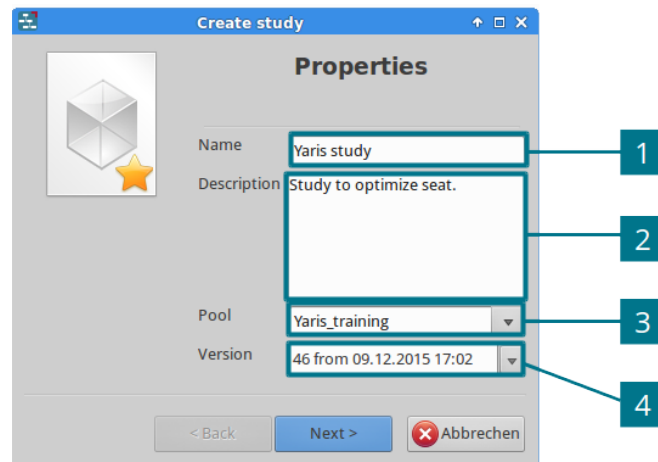 Create study
Properties
Name
Yaris study
1
Description
Study to optimize seat.
2
Pool
Yaris_training
3
Version
46 from 09.12.2015 17:02
4
< Back
Next >
Abbrechen